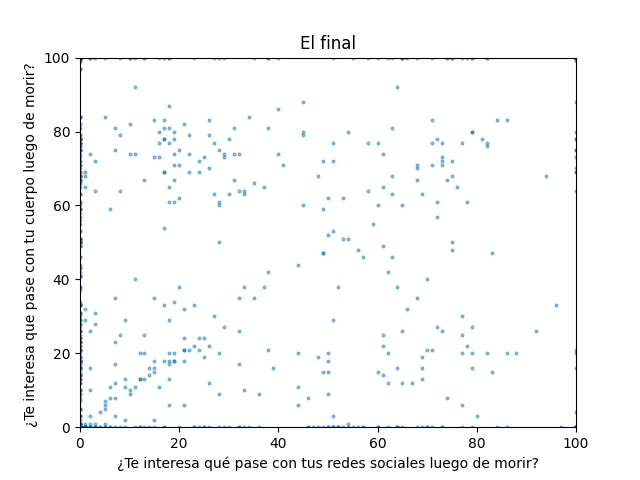 El final
100
80
60
40
20
0
¿Te interesa que pase con tu cuerpo luego de morir?
0 20 40 60 80 100
¿Te interesa qué pase con tus redes sociales luego de morir?